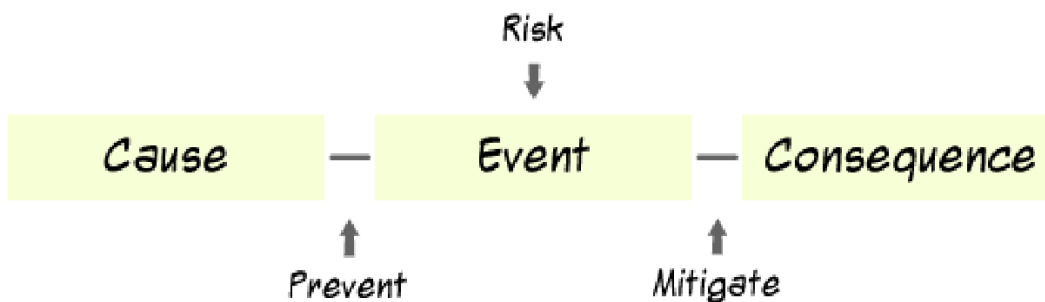 Risk
Cause
Event
Consequence
Prevent
Mitigate